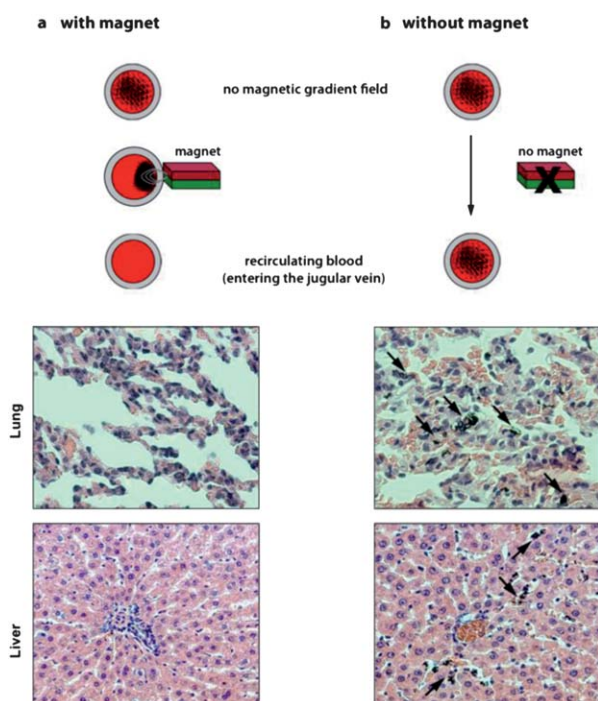 a with magnet
b without magnet
no magnetic gradient field
magnet
no magnet
recirculating blood
(entering the jugular vein)
Lung
Liver